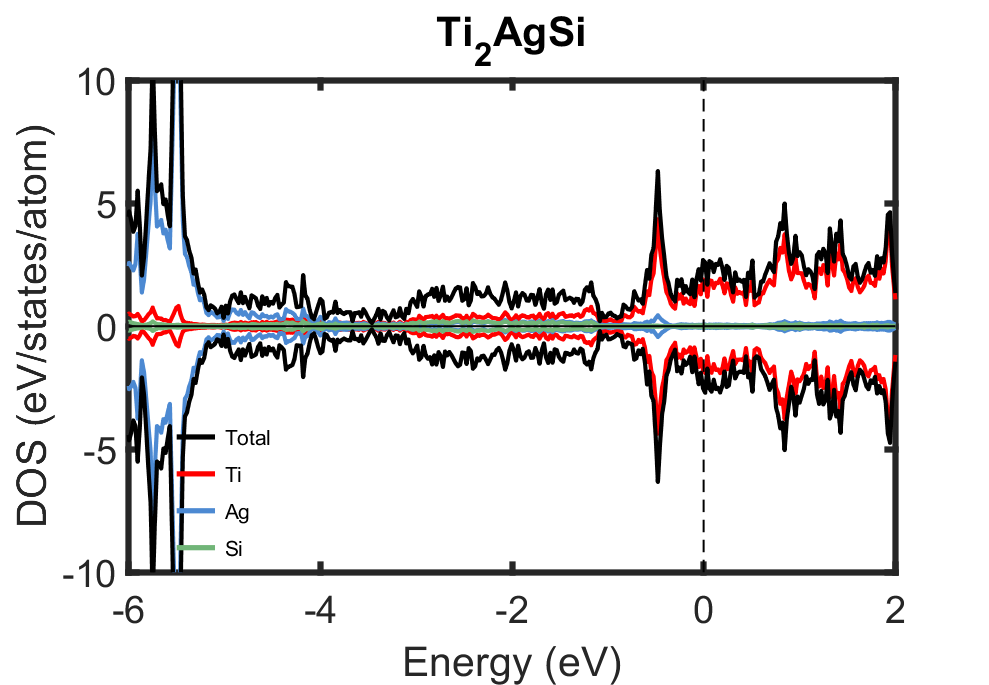 Ti₂AgSi
10
5
0
-5
-10
DOS (eV/states/atom)
Total
Ti
Ag
Si
-6 -4 -2 0 2
Energy (eV)